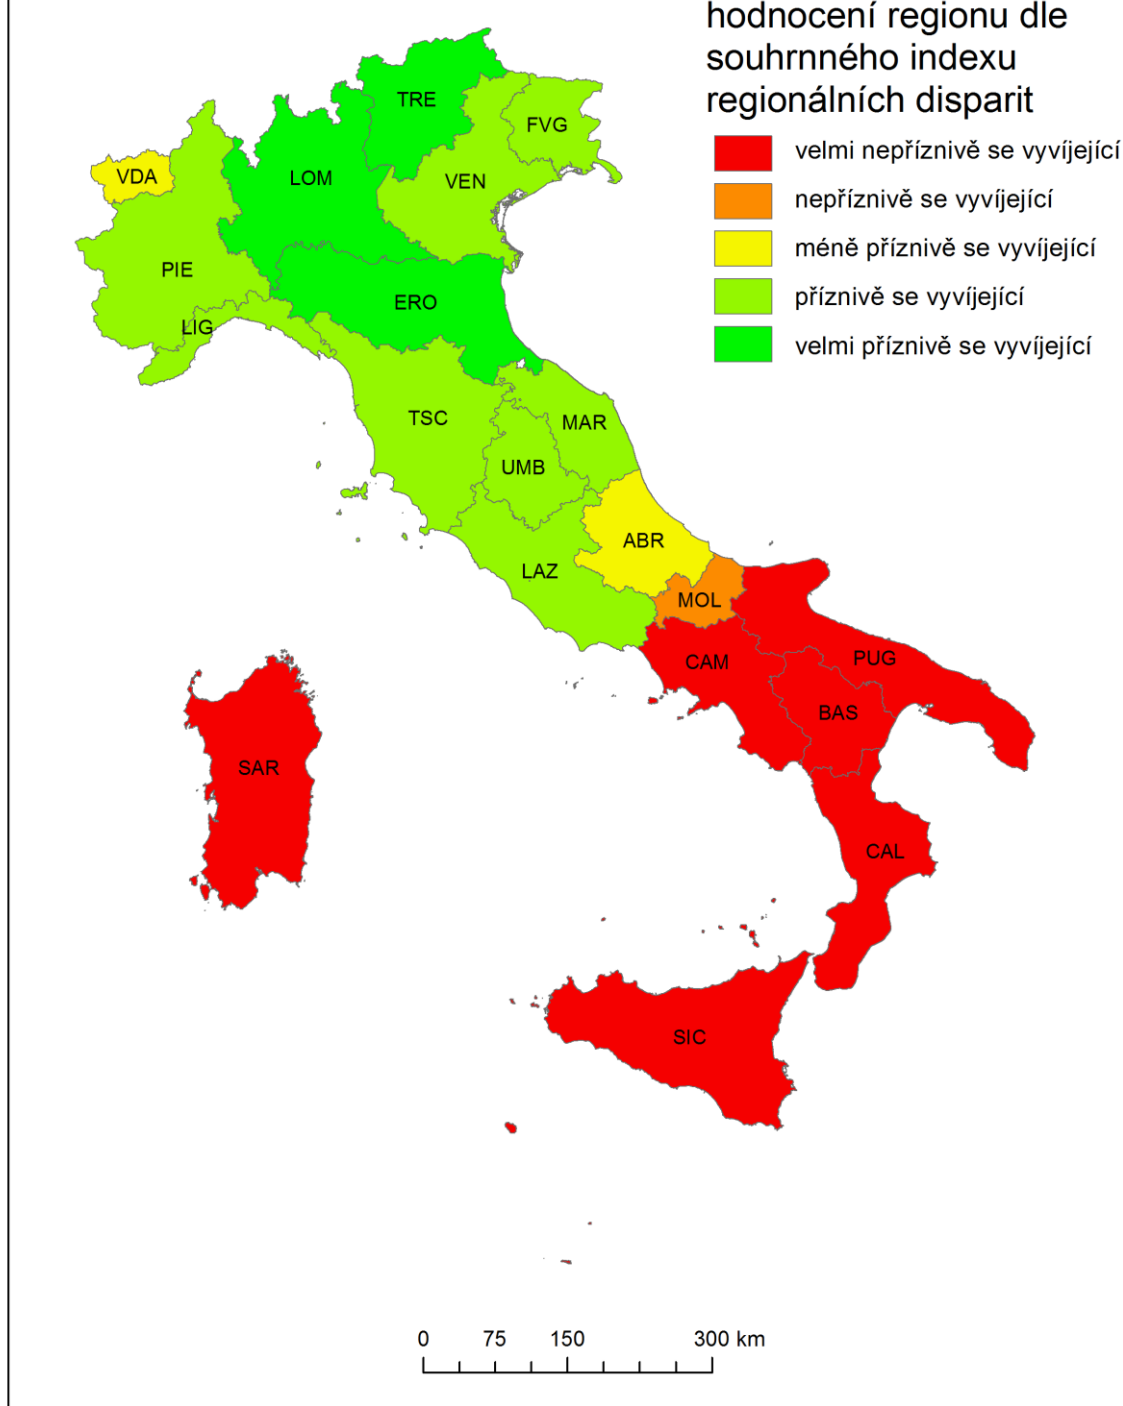 hodnocení regionu dle
souhrnného indexu
regionálních disparit
velmi nepříznivě se vyvíjející
nepříznivě se vyvíjející
méně příznivě se vyvíjející
příznivě se vyvíjející
velmi příznivě se vyvíjející
TRE
FVG
VDA
LOM
VEN
PIE
ERO
LIG
TSC
MAR
UMB
ABR
LAZ
MOL
CAM
PUG
BAS
SAR
CAL
SIC
0 75 150 300 km